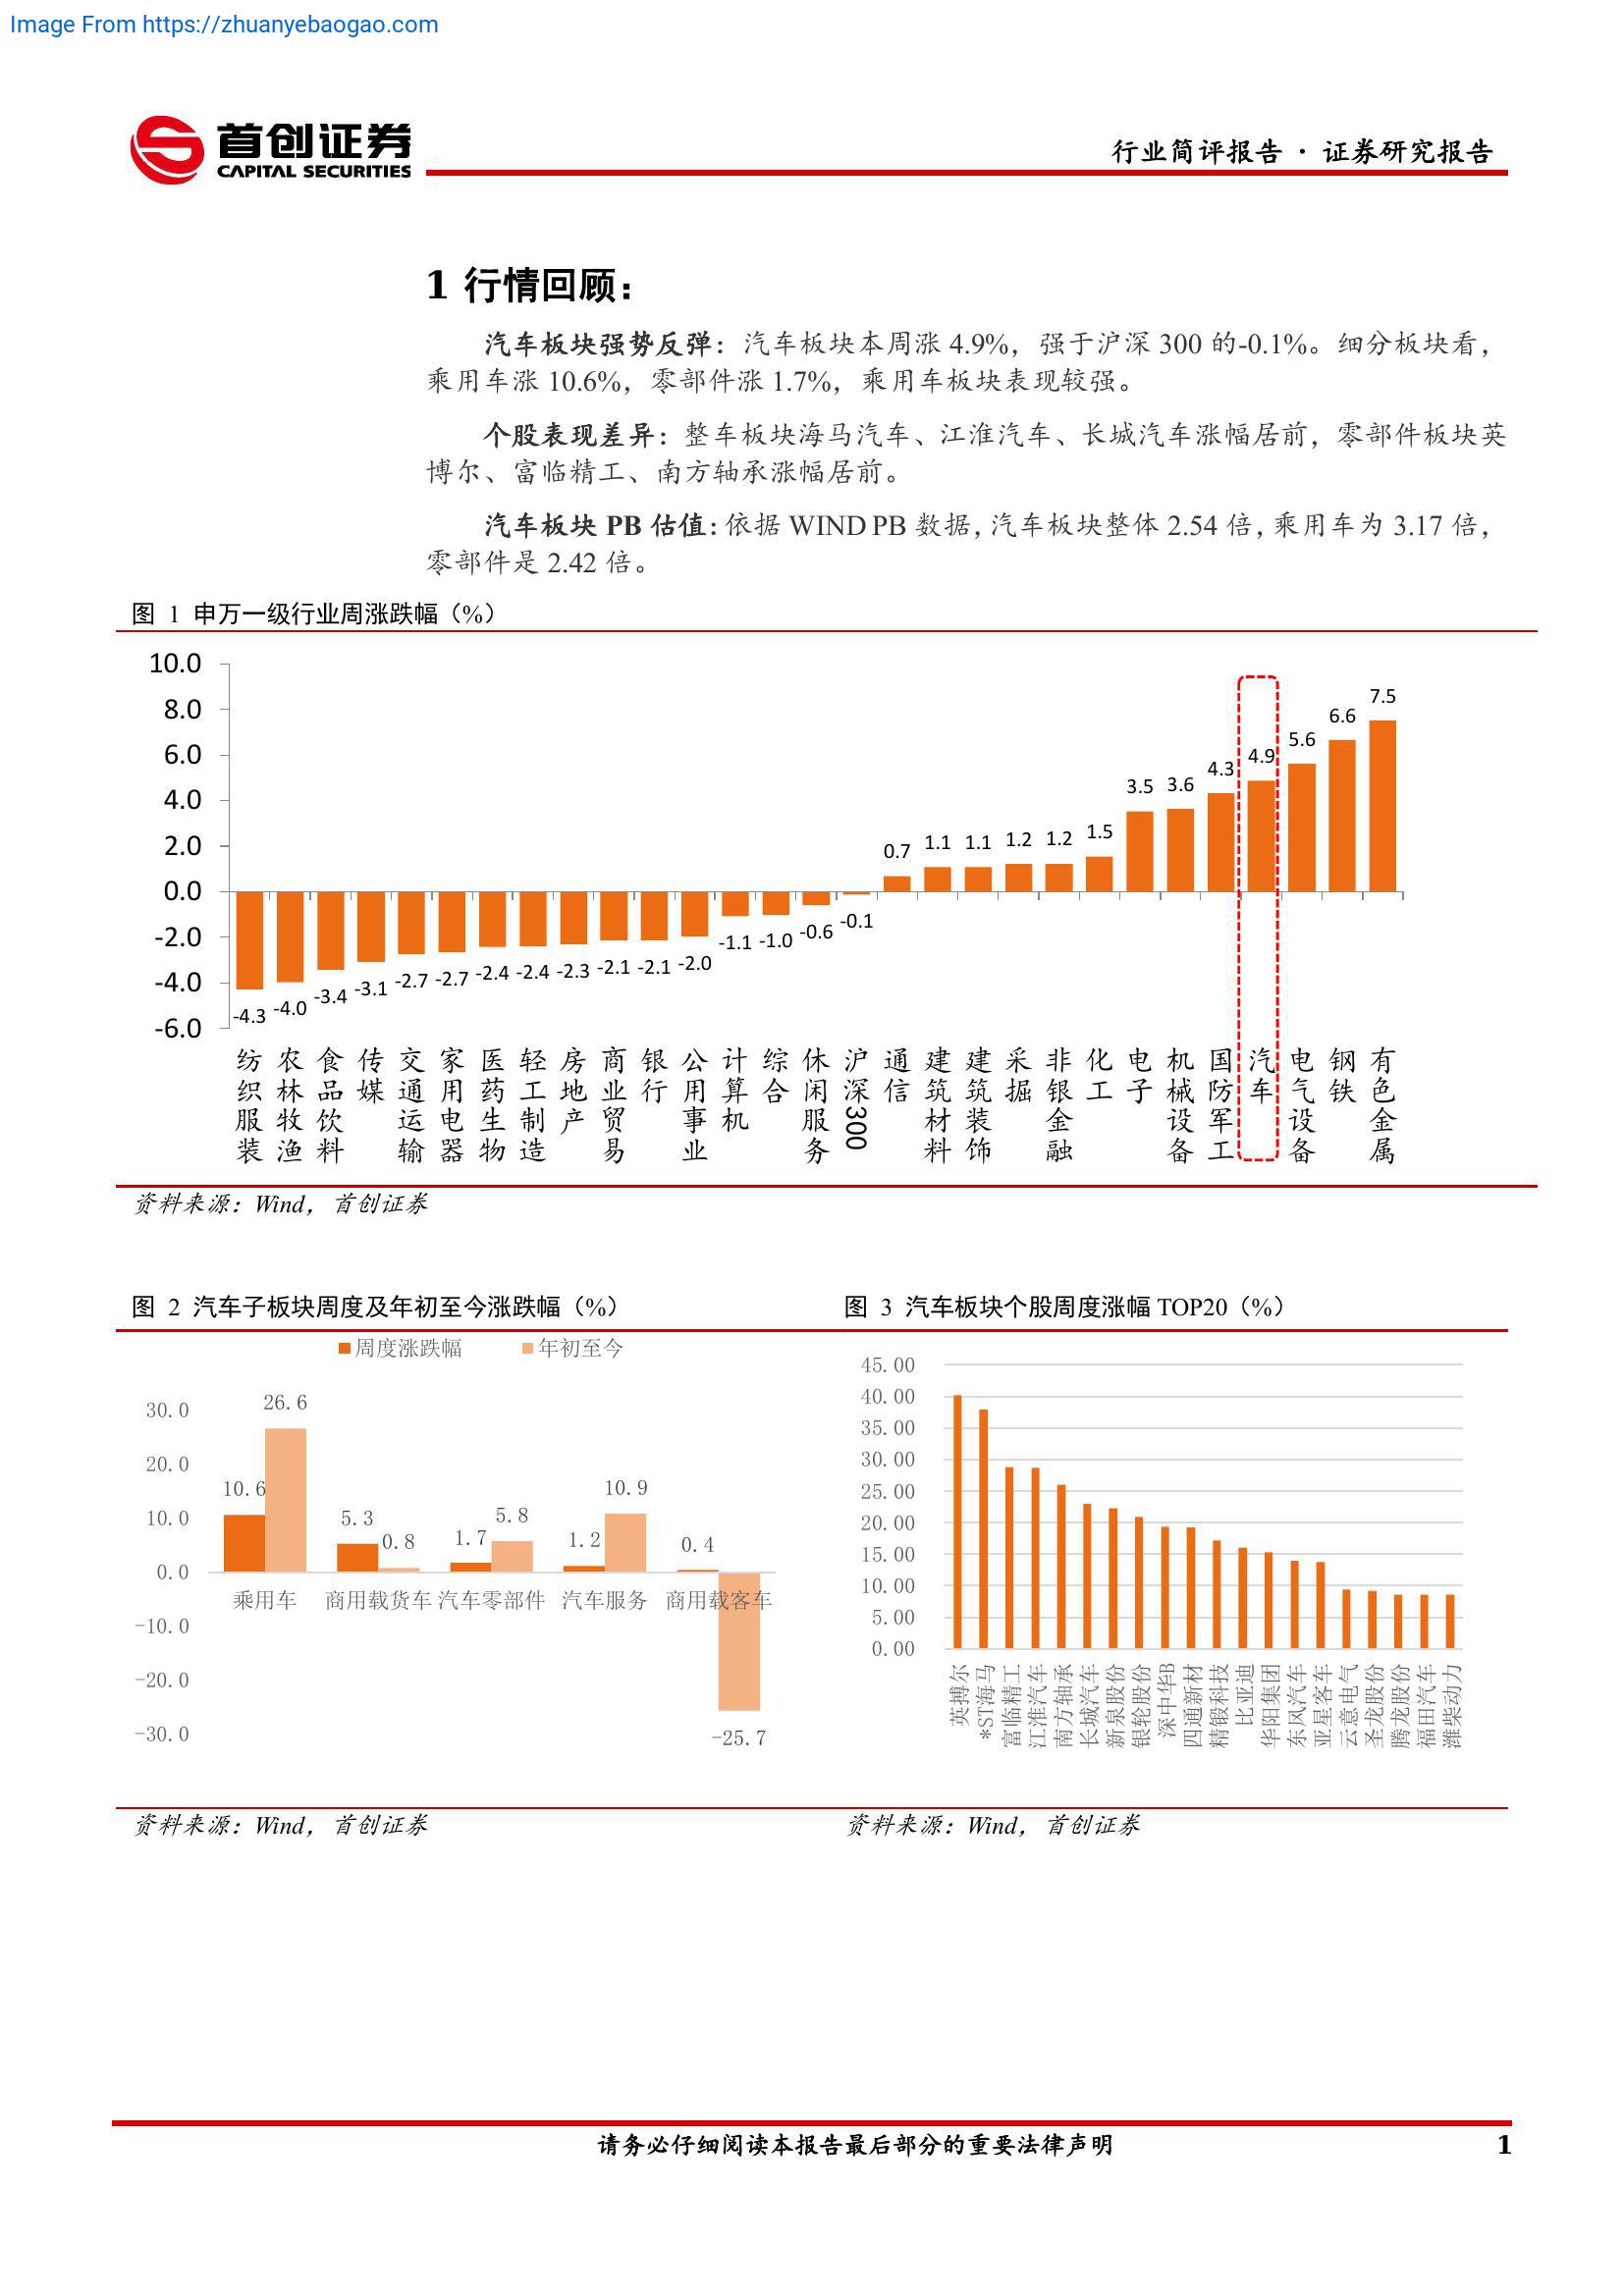 Image From https://zhuanyebaogao.com
首创证券
CAPITAL SECURITIES
行业简评报告 · 证券研究报告
1 行情回顾：
汽车板块强势反弹：汽车板块本周涨 4.9%，强于沪深 300 的-0.1%。细分板块看，
乘用车涨 10.6%，零部件涨 1.7%，乘用车板块表现较强。
个股表现差异：整车板块海马汽车、江淮汽车、长城汽车涨幅居前，零部件板块英
博尔、富临精工、南方轴承涨幅居前。
汽车板块 PB 估值：依据 WIND PB 数据，汽车板块整体 2.54 倍，乘用车为 3.17 倍，
零部件是 2.42 倍。
图 1 申万一级行业周涨跌幅（%）
10.0
8.0
6.0
4.0
2.0
0.0
-2.0
-4.0
-6.0
-4.3 -4.0 -3.4 -3.1 -2.7 -2.7 -2.4 -2.4 -2.3 -2.1 -2.1 -2.0 -1.1 -1.0 -0.6 -0.1 0.7 1.1 1.1 1.2 1.2 1.5 3.5 3.6 4.3 4.9 5.6 6.6 7.5
纺织服装
农林牧渔
食品饮料
传媒
交通运输
家用电器
医药生物
轻工制造
房地产
商业贸易
银行
公用事业
计算机
综合
休闲服务
沪深300
通信
建筑材料
建筑装饰
采掘
非银金融
化工
电子
机械设备
国防军工
汽车
电气设备
钢铁
有色金属
资料来源：Wind，首创证券
图 2 汽车子板块周度及年初至今涨跌幅（%）
周度涨跌幅 年初至今
30.0
20.0
10.0
0.0
-10.0
-20.0
-30.0
10.6 26.6 5.3 0.8 1.7 5.8 1.2 10.9 0.4 -25.7
乘用车 商用载货车 汽车零部件 汽车服务 商用载客车
资料来源：Wind，首创证券
图 3 汽车板块个股周度涨幅 TOP20（%）
45.00
40.00
35.00
30.00
25.00
20.00
15.00
10.00
5.00
0.00
英搏尔
*ST海马
富临精工
江淮汽车
南方轴承
长城汽车
新泉股份
银轮股份
深中华B
四通新材
精锻科技
比亚迪
华阳集团
东风汽车
亚星客车
云意电气
圣龙股份
腾龙股份
福田汽车
潍柴动力
资料来源：Wind，首创证券
请务必仔细阅读本报告最后部分的重要法律声明
1